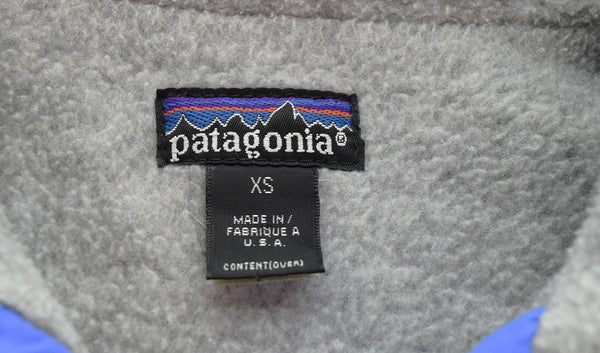 patagonia®
XS
MADE IN /
FABRIQUE A
U.S.A.
CONTENT(OVER)